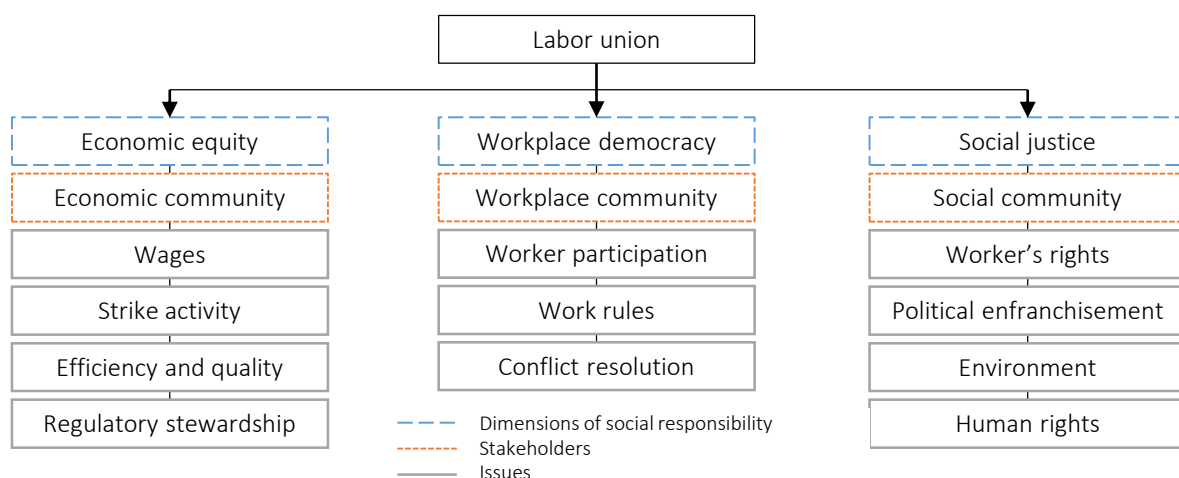 Labor union
Economic equity
Economic community
Wages
Strike activity
Efficiency and quality
Regulatory stewardship
Workplace democracy
Workplace community
Worker participation
Work rules
Conflict resolution
Social justice
Social community
Worker’s rights
Political enfranchisement
Environment
Human rights
Dimensions of social responsibility
Stakeholders
Issues